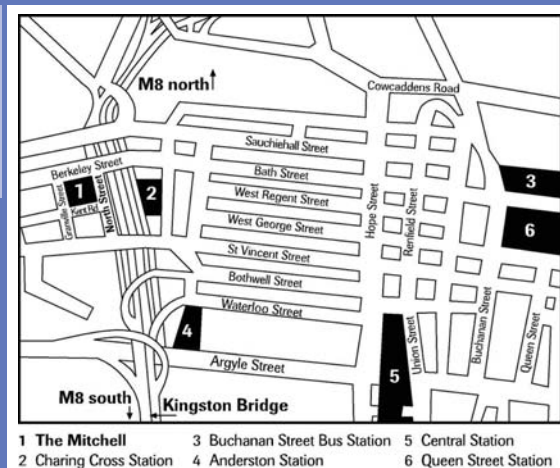 M8 north
Cowcaddens Road
Sauchiehall Street
Berkeley Street
Bath Street
1
2
3
Granville Street
Kent Rd
North Street
West Regent Street
Hope Street
Renfield Street
West George Street
6
St Vincent Street
Bothwell Street
Waterloo Street
Union Street
Buchanan Street
Queen Street
4
Argyle Street
5
M8 south
Kingston Bridge
1 The Mitchell
3 Buchanan Street Bus Station
5 Central Station
2 Charing Cross Station
4 Anderston Station
6 Queen Street Station